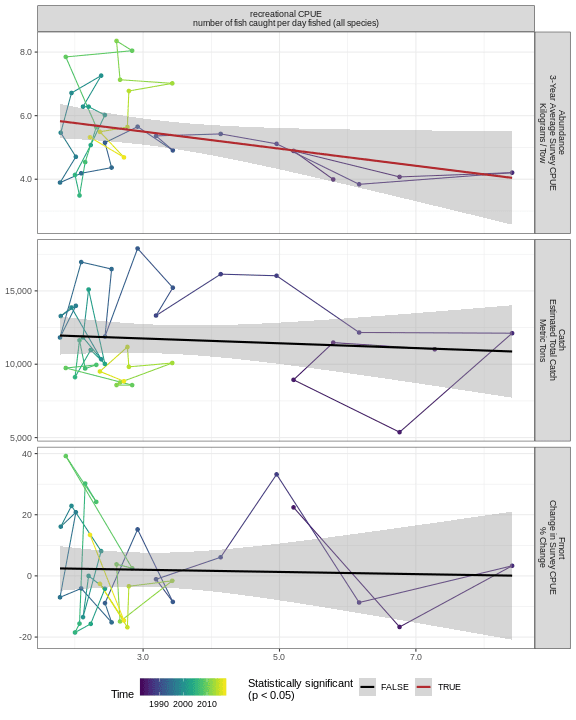 recreational CPUE
number of fish caught per day fished (all species)
8.0
6.0
4.0
Abundance
3-Year Average Survey CPUE
Kilograms / Tow
15,000
10,000
5,000
Catch
Estimated Total Catch
Metric Tons
40
20
0
-20
Fmort
Change in Survey CPUE
% Change
3.0 5.0 7.0
Time
1990 2000 2010
Statistically significant
(p < 0.05)
FALSE
TRUE